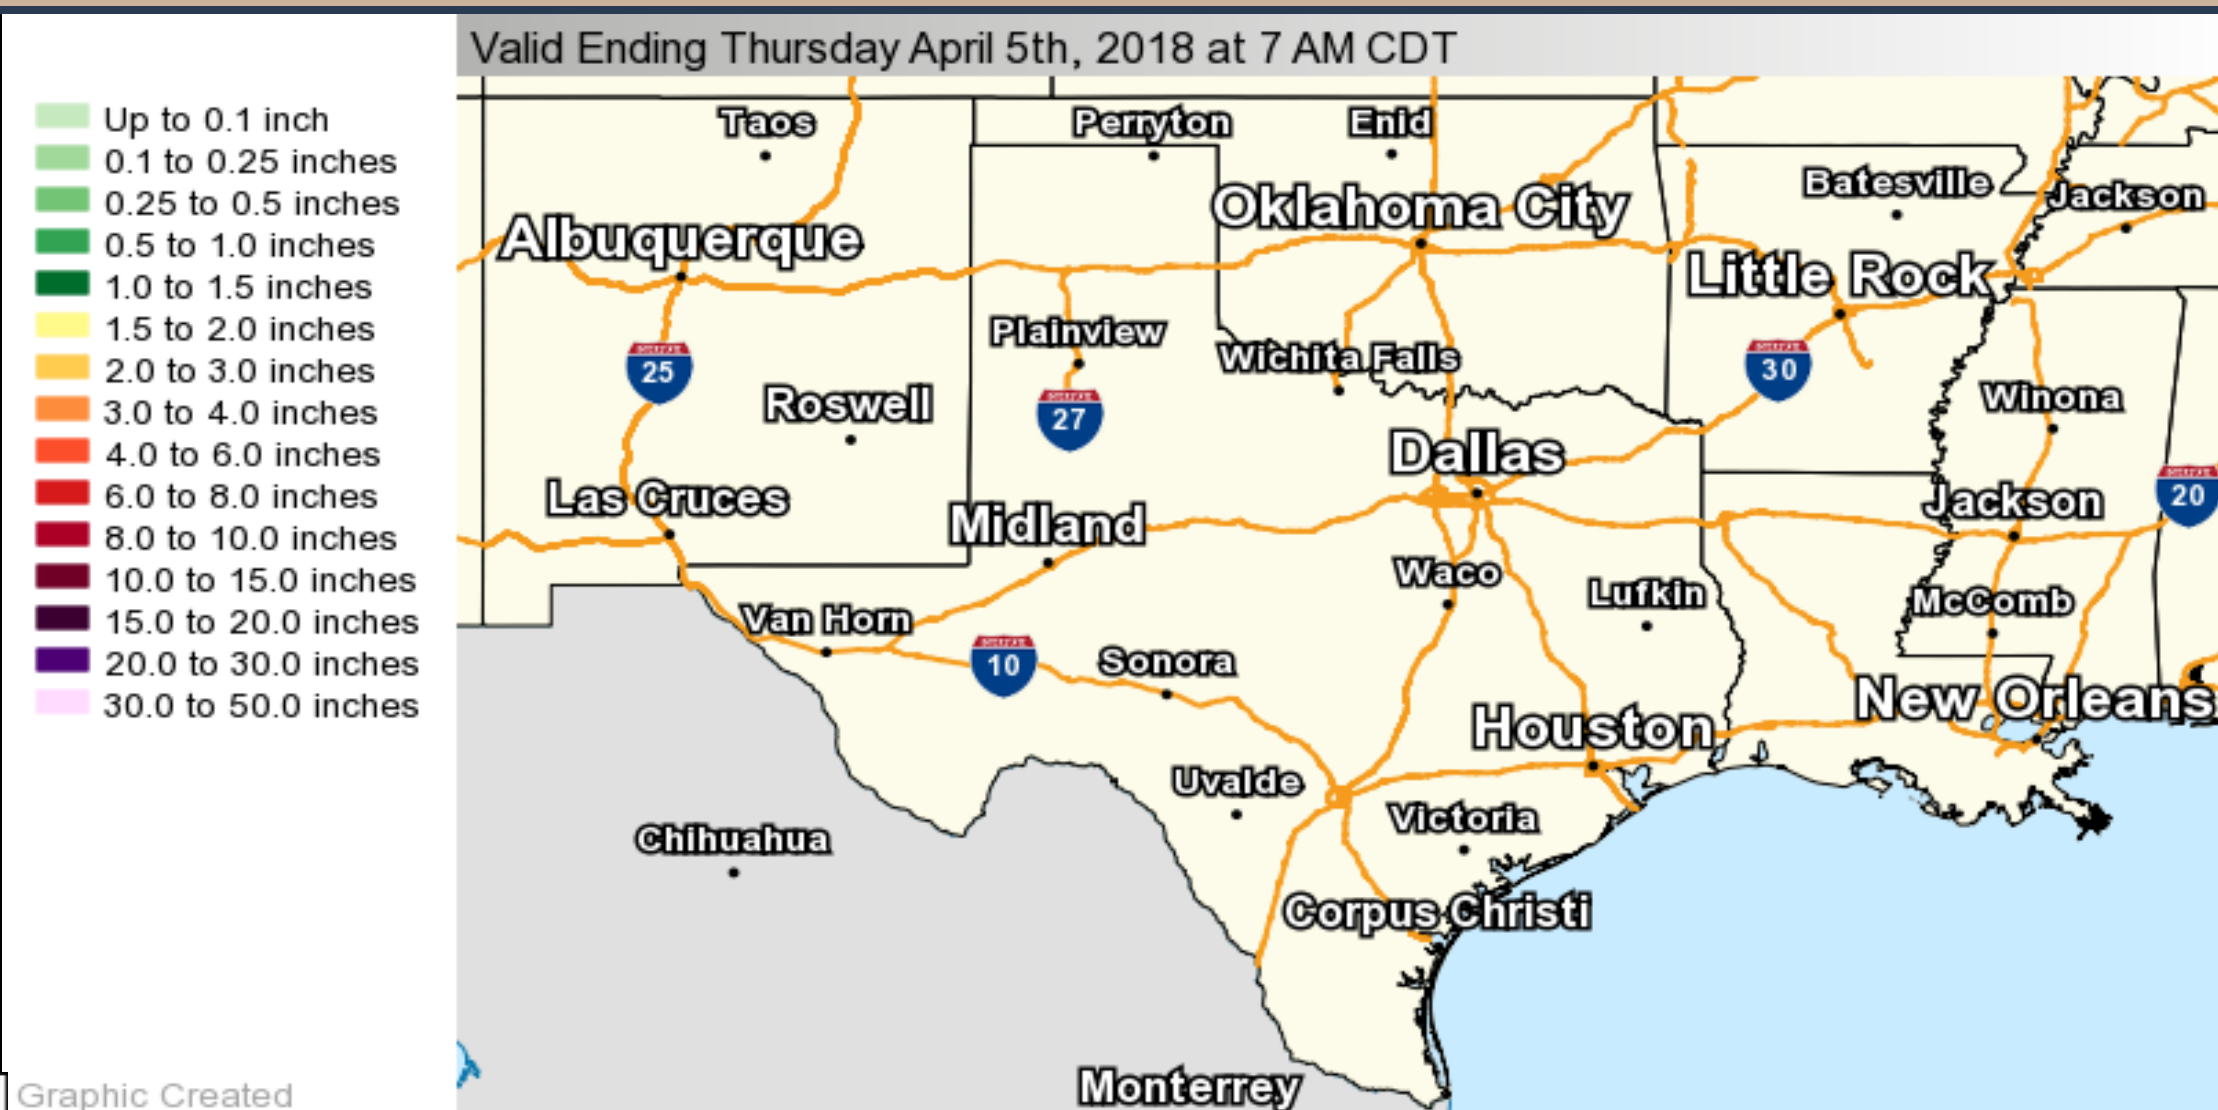 Valid Ending Thursday April 5th, 2018 at 7 AM CDT
Up to 0.1 inch
0.1 to 0.25 inches
0.25 to 0.5 inches
0.5 to 1.0 inches
1.0 to 1.5 inches
1.5 to 2.0 inches
2.0 to 3.0 inches
3.0 to 4.0 inches
4.0 to 6.0 inches
6.0 to 8.0 inches
8.0 to 10.0 inches
10.0 to 15.0 inches
15.0 to 20.0 inches
20.0 to 30.0 inches
30.0 to 50.0 inches
Graphic Created
Taos
Perryton
Enid
Batesville
Jackson
Oklahoma City
Albuquerque
Little Rock
Plainview
Wichita Falls
25
30
Roswell
27
Winona
Dallas
Las Cruces
Midland
Jackson
20
Waco
Lufkin
McComb
Van Horn
10
Sonora
New Orleans
Houston
Uvalde
Victoria
Chihuahua
Corpus Christi
Monterrey